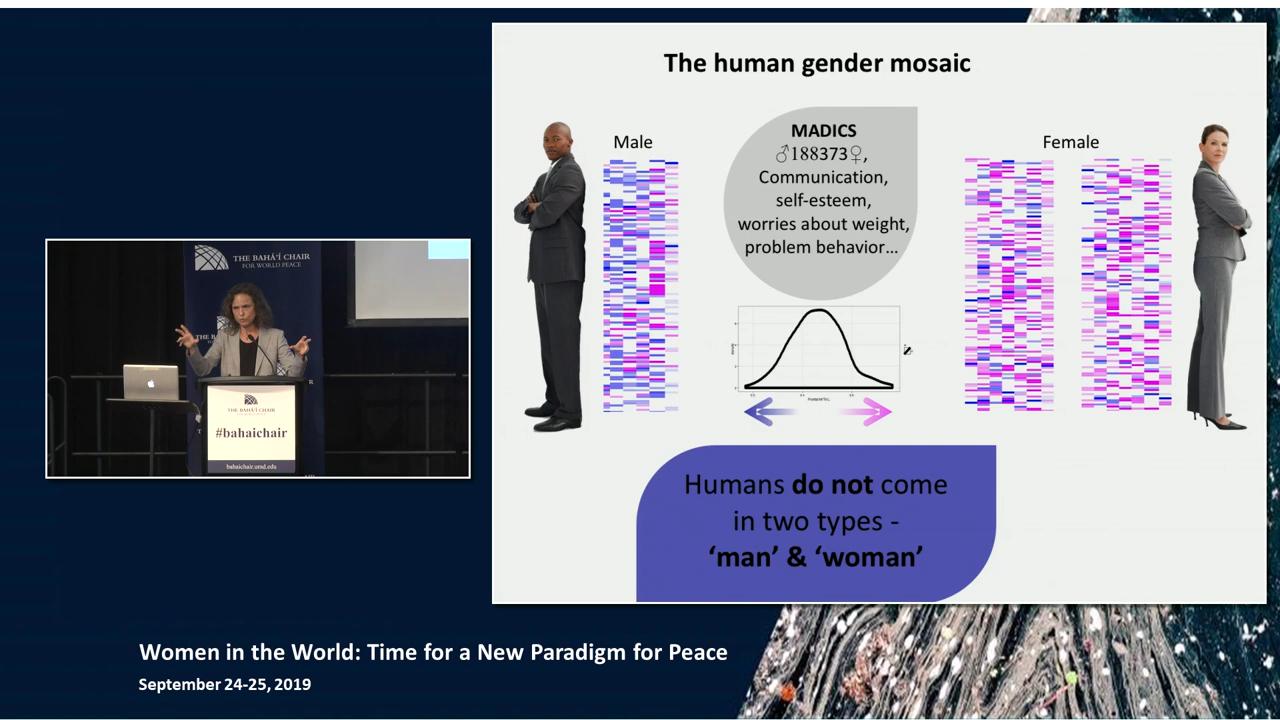 The human gender mosaic
Male
MADICS
♂188373♀,
Communication,
self-esteem,
worries about weight,
problem behavior...
Female
Humans do not come
in two types -
‘man’ & ‘woman’
THE BAHÁ’Í CHAIR
FOR WORLD PEACE
THE BAHÁ’Í CHAIR
#bahaichair
bahaichair.umd.edu
Women in the World: Time for a New Paradigm for Peace
September 24-25, 2019